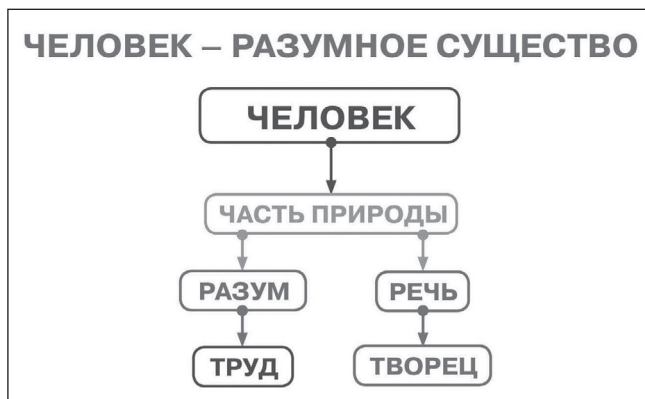 ЧЕЛОВЕК – РАЗУМНОЕ СУЩЕСТВО
ЧЕЛОВЕК
ЧАСТЬ ПРИРОДЫ
РАЗУМ РЕЧЬ
ТРУД ТВОРЕЦ